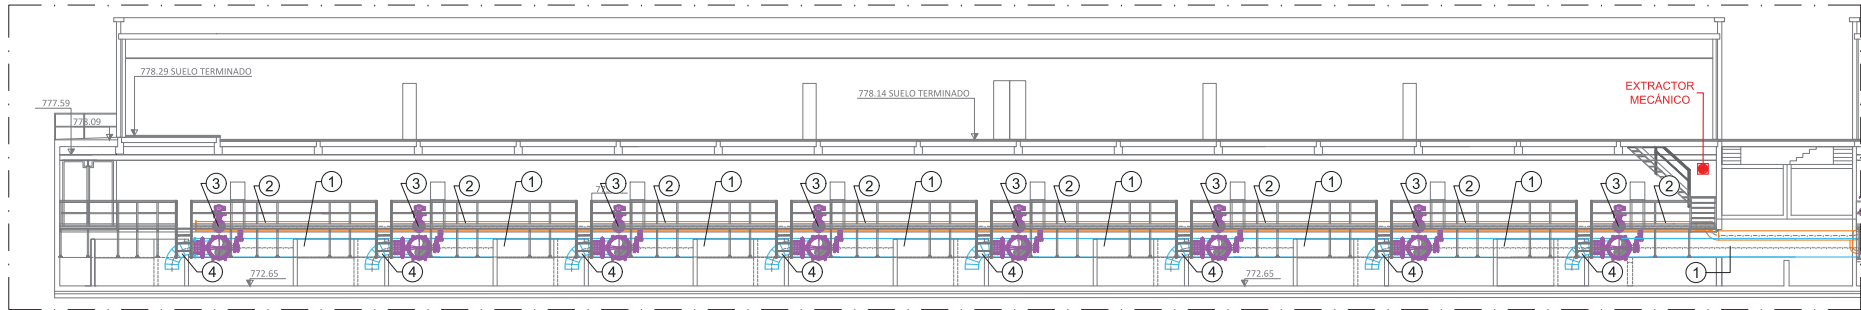 778.29 SUELO TERMINADO
EXTRACTOR
MECÁNICO
778.14 SUELO TERMINADO
777.59
778.09
3 2 1 3 2 1 3 2 1 3 2 1 3 2 1 3 2 1 3 2 1 3 2
4 4 4 4 4 4 4 4 1
772.65 772.65